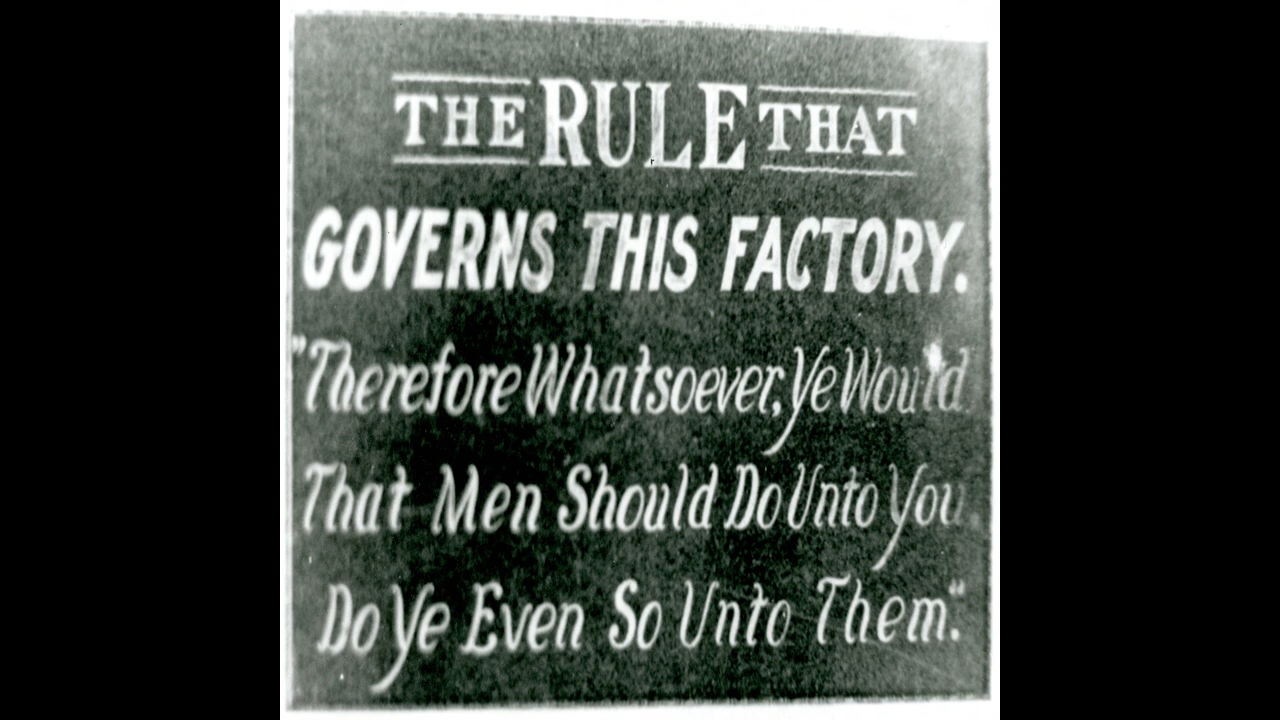 THE RULE THAT
GOVERNS THIS FACTORY.
"Therefore Whatsoever, Ye Would
That Men Should Do Unto You
Do Ye Even So Unto Them."